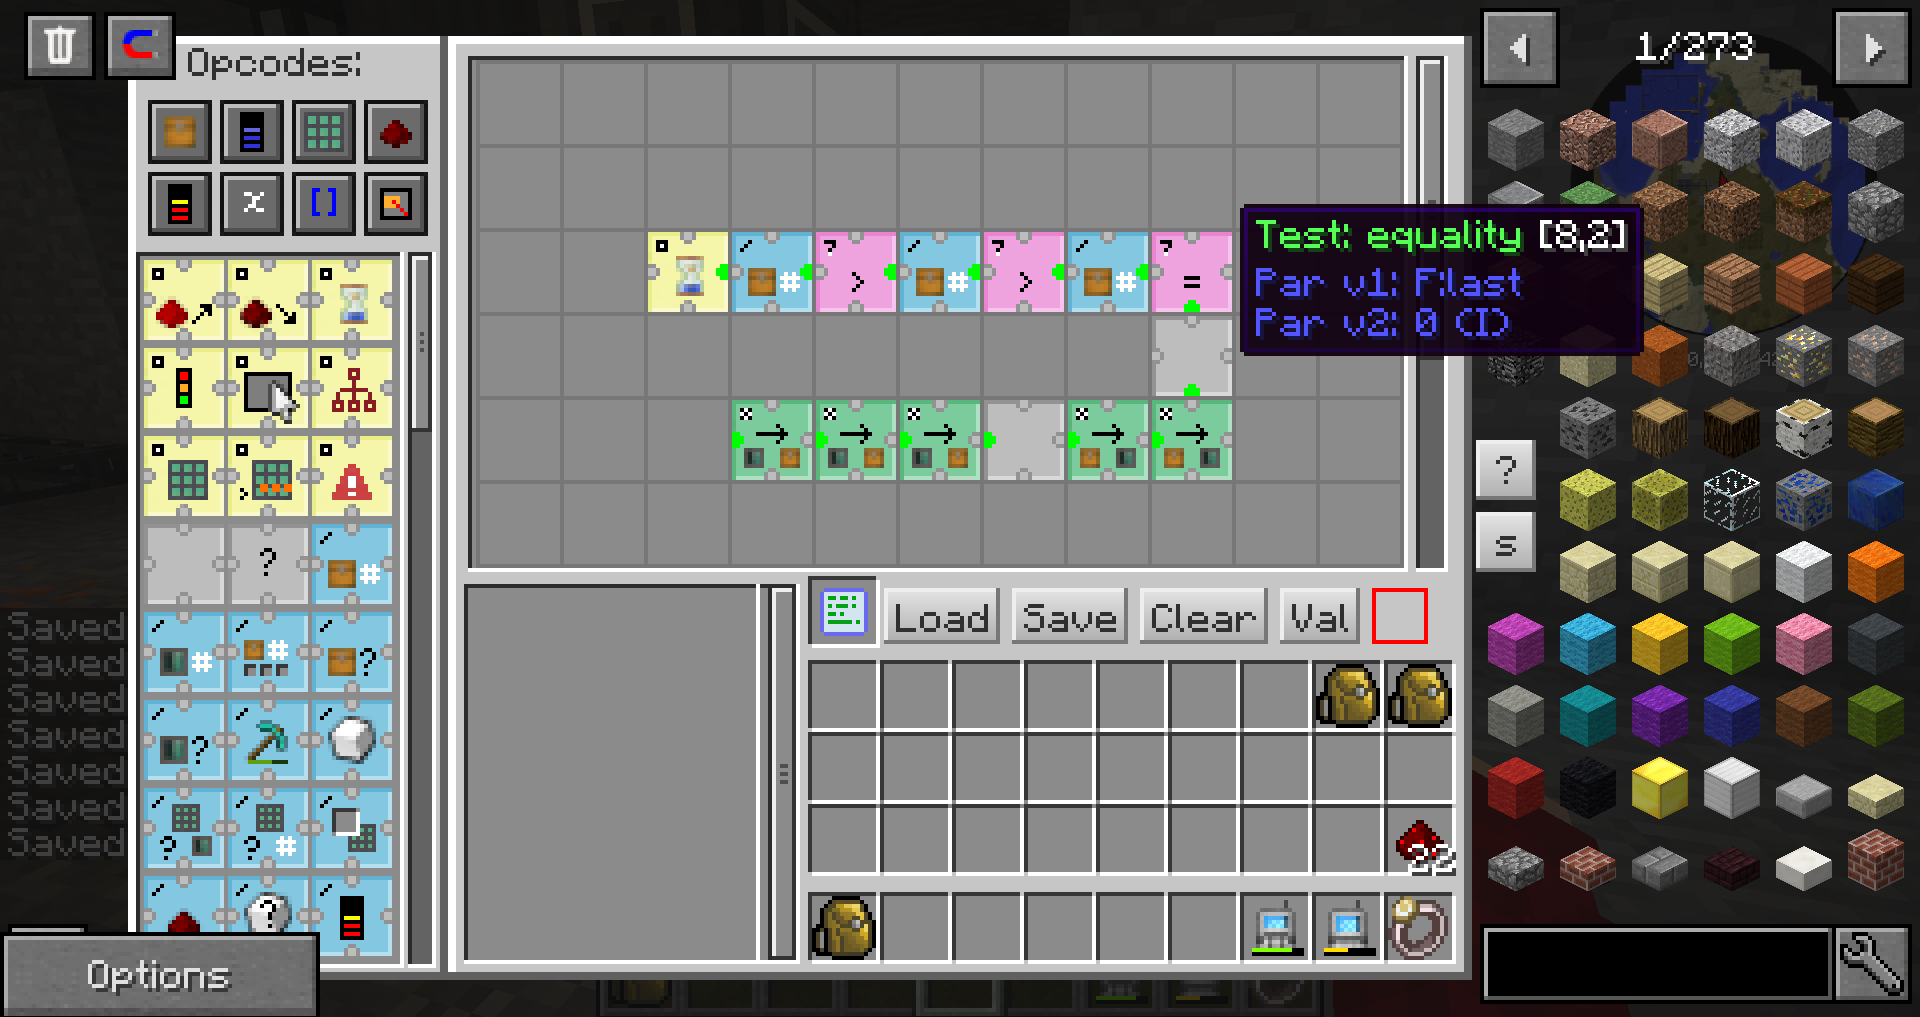 Opcodes:
1/273
Test: equality [8,2]
Par v1: F:last
Par v2: 0 (I)
?
s
Load
Save
Clear
Val
22
Saved
Saved
Saved
Saved
Saved
Saved
Saved
Options